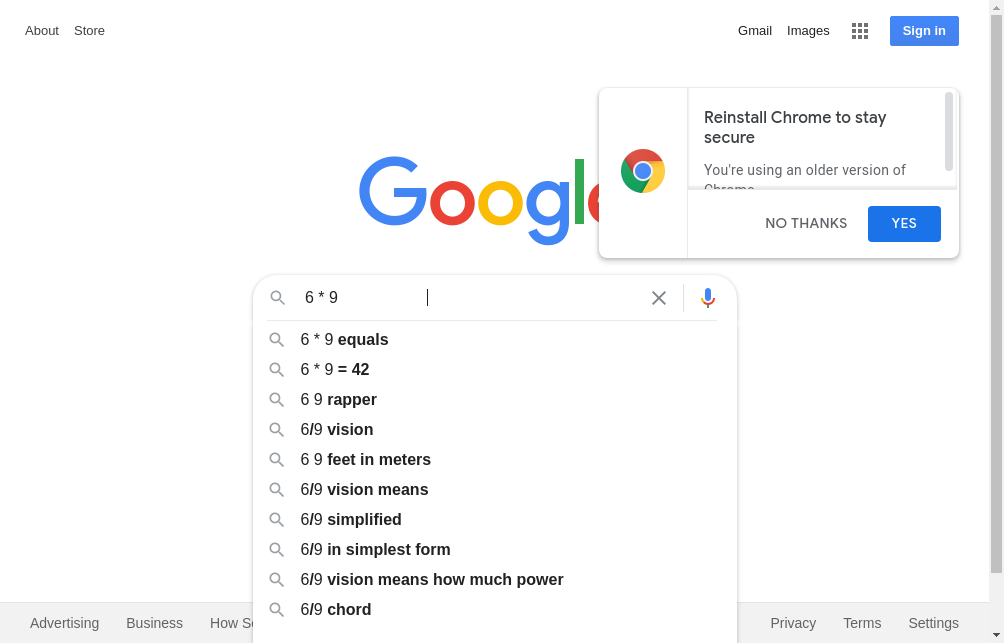 About Store
Gmail Images
Sign in
Google
Reinstall Chrome to stay
secure
You're using an older version of
Chrome
NO THANKS YES
6 * 9
6 * 9 equals
6 * 9 = 42
6 9 rapper
6/9 vision
6 9 feet in meters
6/9 vision means
6/9 simplified
6/9 in simplest form
6/9 vision means how much power
6/9 chord
Advertising Business How Se
Privacy Terms Settings